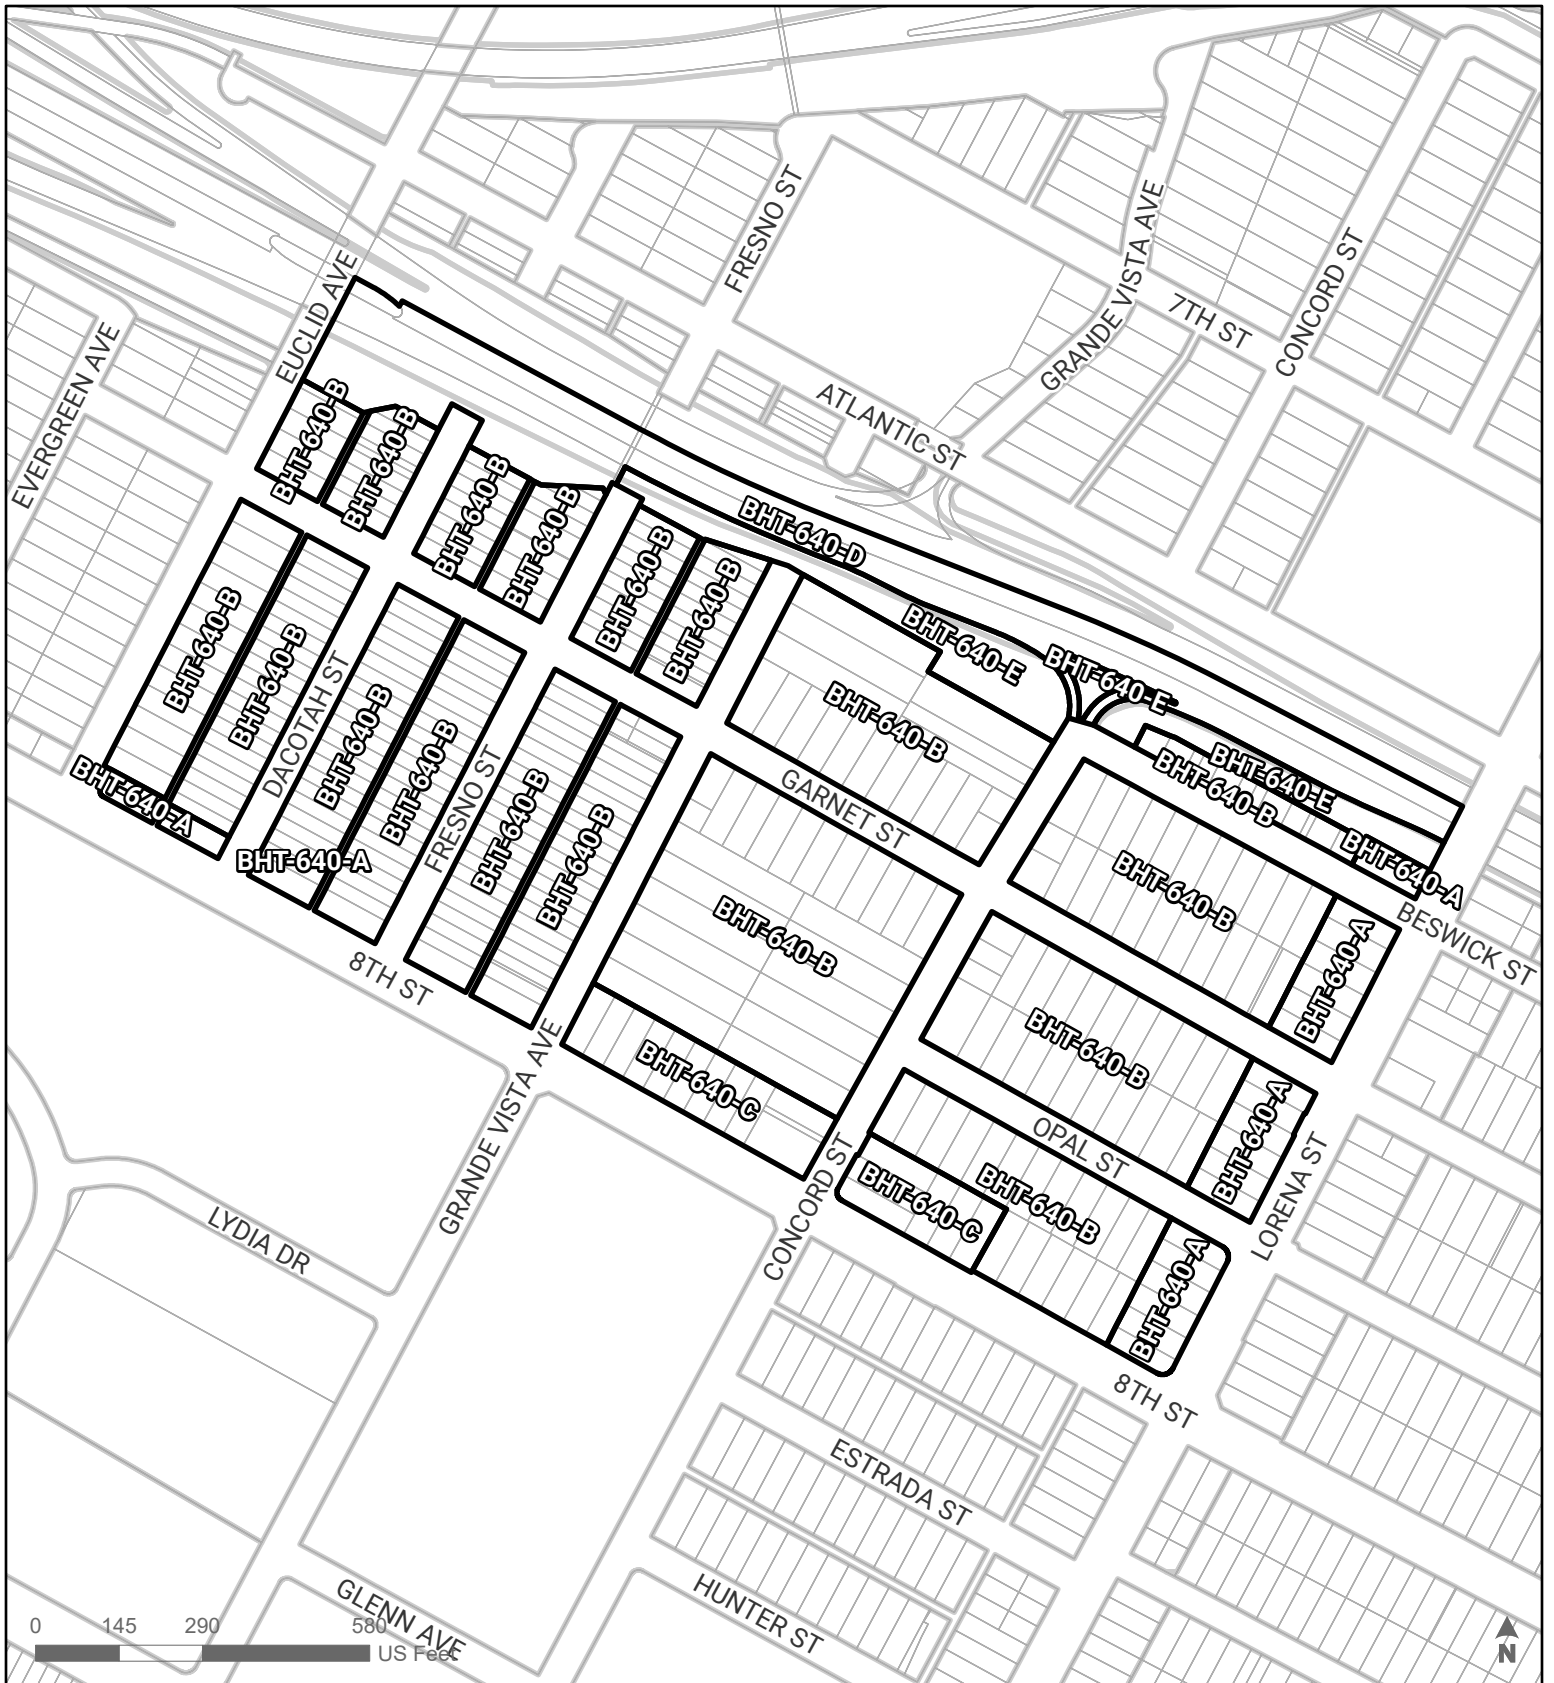 FRESNO ST
GRANDE VISTA AVE
CONCORD ST
7TH ST
EUCLID AVE
EVERGREEN AVE
ATLANTIC ST
BHT-640-B
BHT-640-B
BHT-640-B
BHT-640-B
BHT-640-D
BHT-640-B
BHT-640-B
BHT-640-E
BHT-640-E
BHT-640-B
BHT-640-B
BHT-640-B
BHT-640-B
BHT-640-B
BHT-640-E
BHT-640-B
BHT-640-A
DACOTAH ST
FRESNO ST
BHT-640-A
BHT-640-A
BHT-640-B
BHT-640-B
GARNET ST
BHT-640-B
BHT-640-A
BESWICK ST
BHT-640-B
8TH ST
BHT-640-B
BHT-640-A
BHT-640-C
GRANDE VISTA AVE
OPAL ST
LORENA ST
CONCORD ST
BHT-640-C
BHT-640-B
BHT-640-A
LYDIA DR
8TH ST
ESTRADA ST
HUNTER ST
GLENN AVE
0 145 290 580
US Feet
N